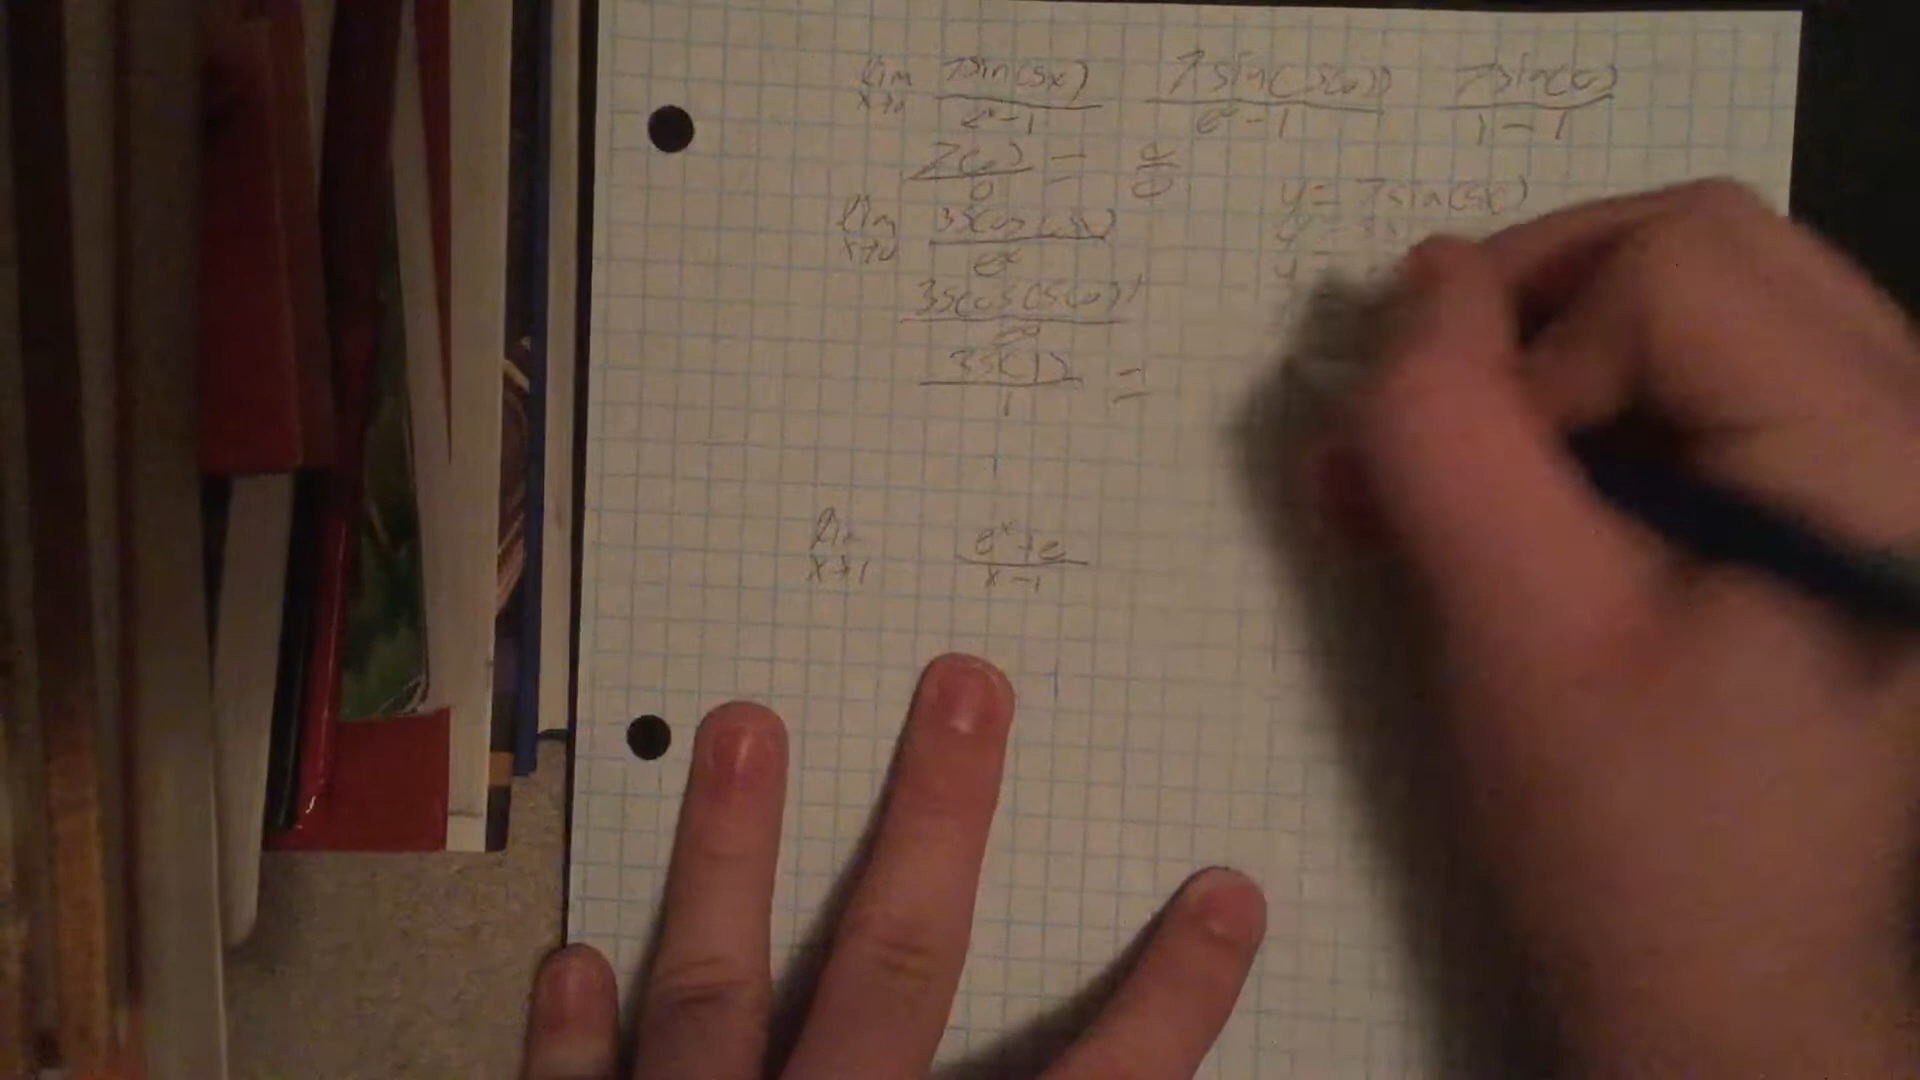 lim x→0 7sin(5x)/e^x-1 7sin(5(0))/e^0-1 7sin(0)/1-1
7(0)/0 = 0/0
y = 7sin(5x)
lim x→0 35cos(5x)/e^x
y' = 35
35cos(5(0))/e^0
35(1)/1 =
lim x→1 e^x+e/x-1